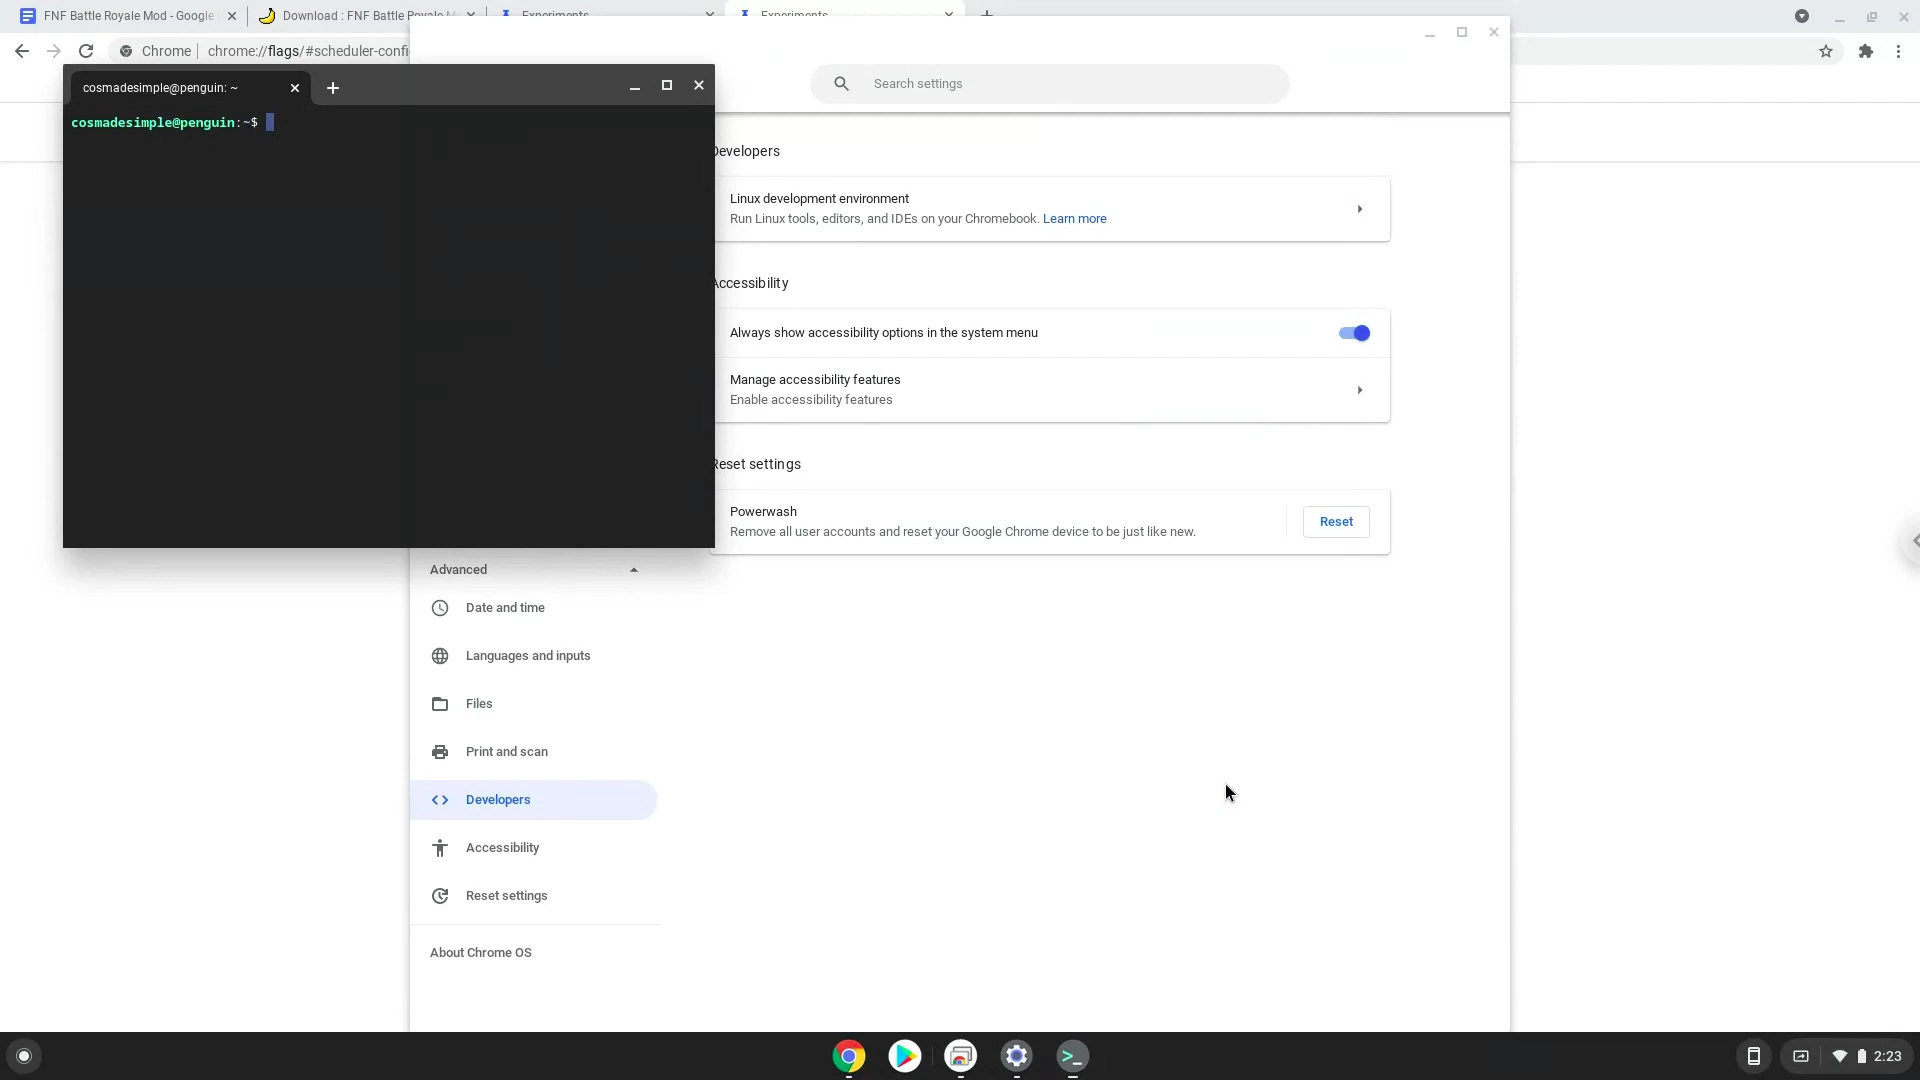 FNF Battle Royale Mod - Google
Download : FNF Battle Royale M
Experiments
Experiments
Chrome
chrome://flags/#scheduler-confi
cosmadesimple@penguin: ~
cosmadesimple@penguin:~$
Search settings
Developers
Linux development environment
Run Linux tools, editors, and IDEs on your Chromebook. Learn more
Accessibility
Always show accessibility options in the system menu
Manage accessibility features
Enable accessibility features
Reset settings
Powerwash
Remove all user accounts and reset your Google Chrome device to be just like new.
Reset
Advanced
Date and time
Languages and inputs
Files
Print and scan
Developers
Accessibility
Reset settings
About Chrome OS
2:23